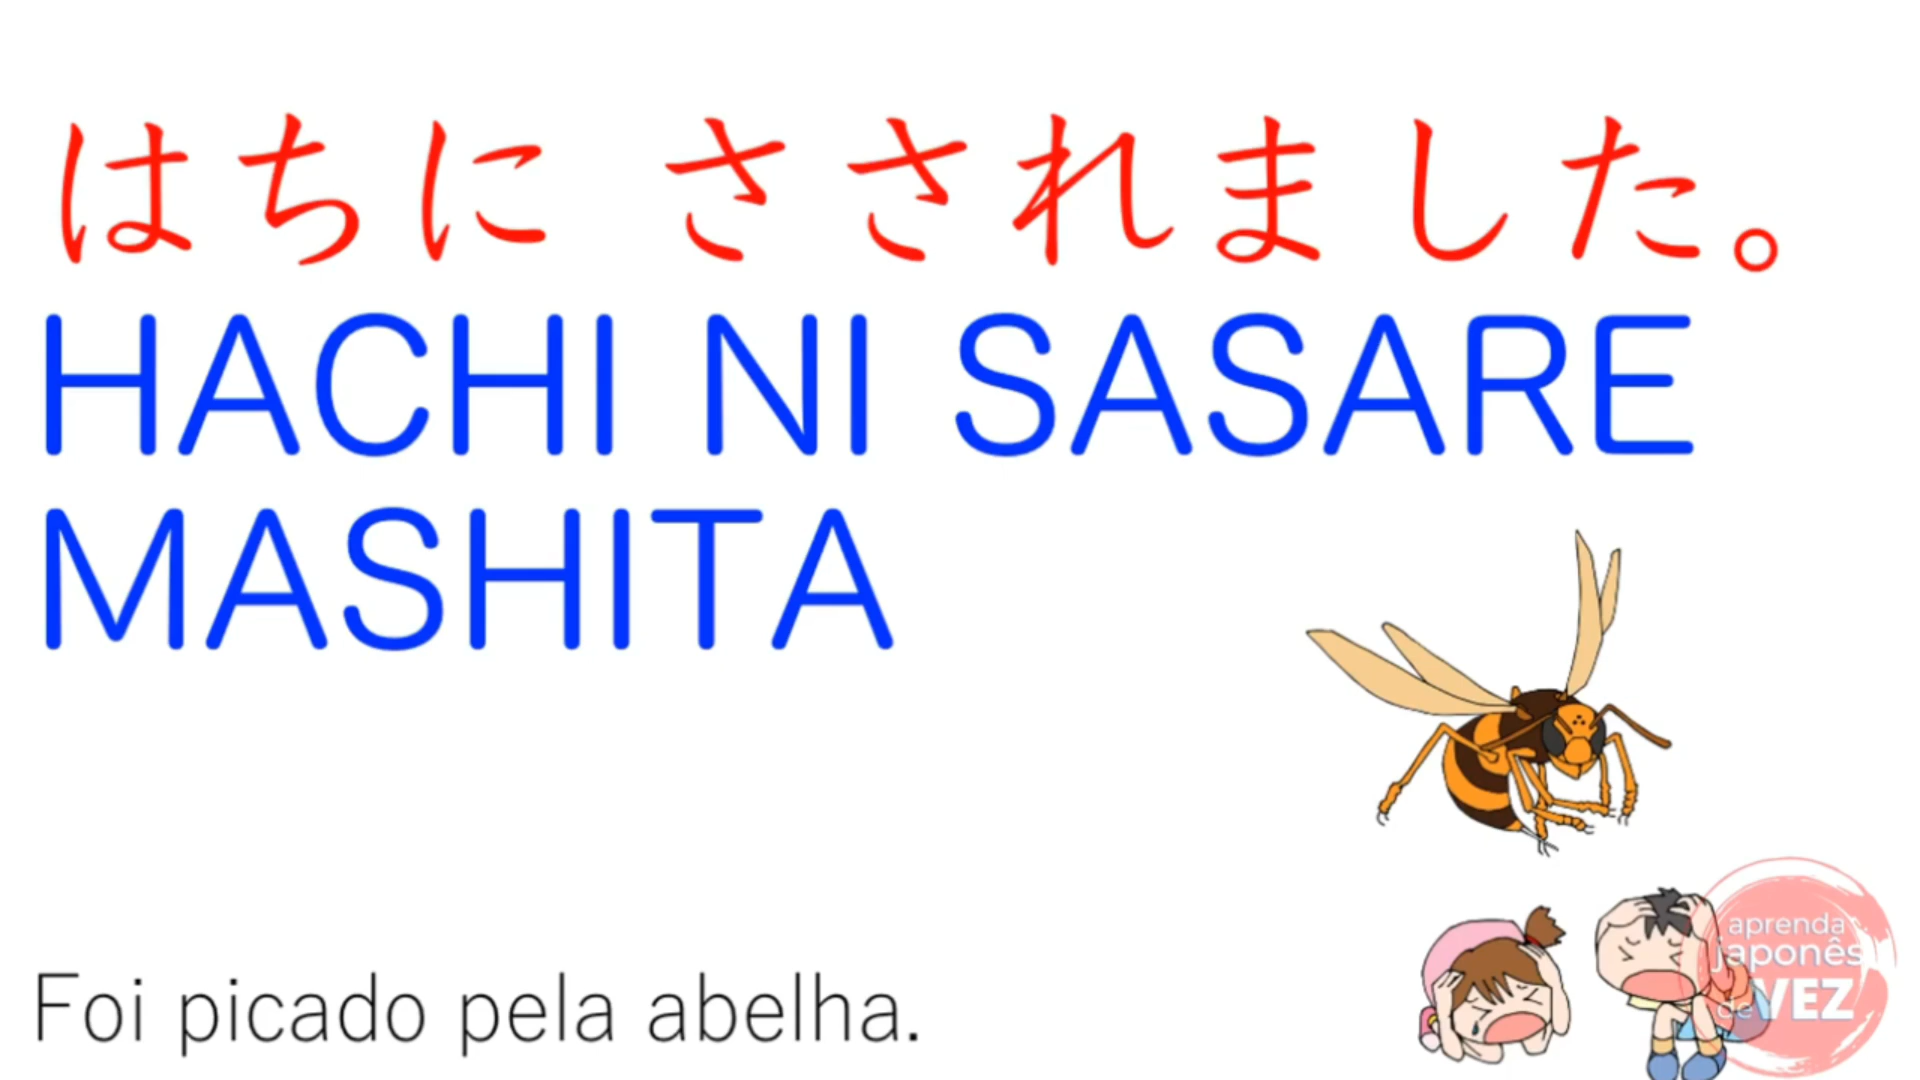 はちに さされました。
HACHI NI SASARE
MASHITA
Foi picado pela abelha.
aprenda
japonês
de VEZ